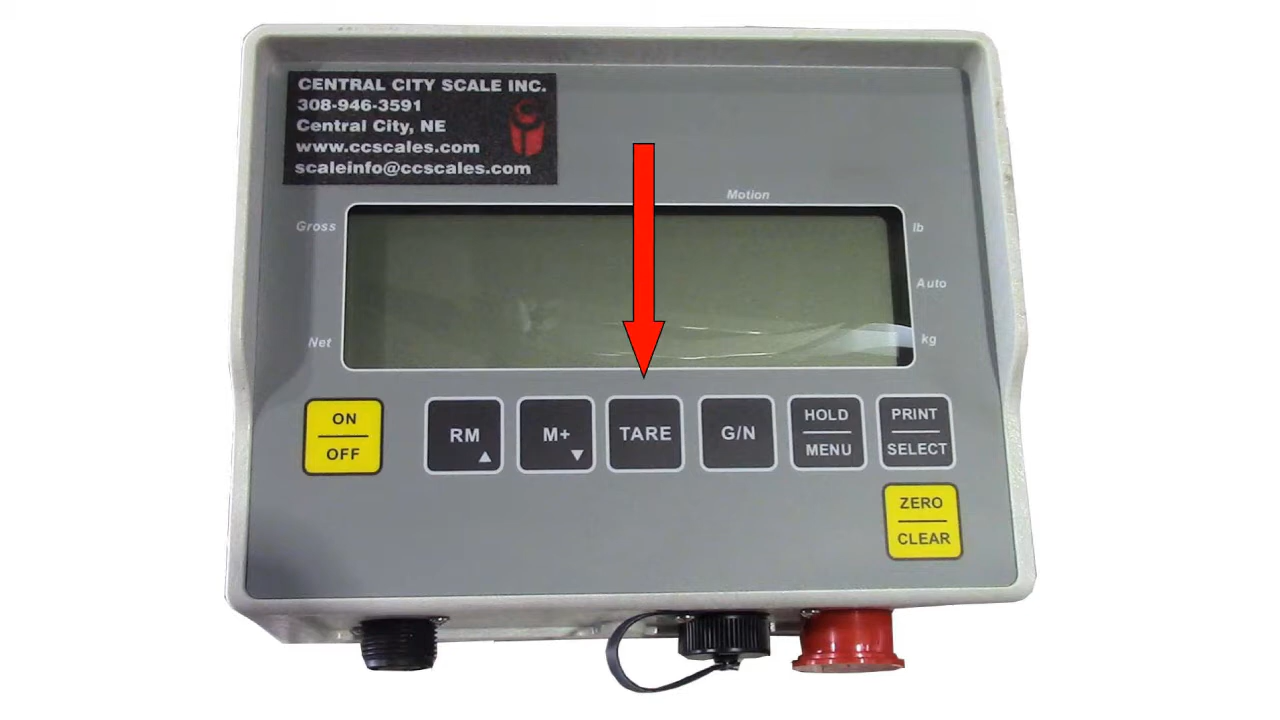 CENTRAL CITY SCALE INC.
308-946-3591
Central City, NE
www.ccscales.com
scaleinfo@ccscales.com
Motion
Gross
lb
Auto
Net
kg
ON
OFF
RM
M+
TARE
G/N
HOLD
MENU
PRINT
SELECT
ZERO
CLEAR